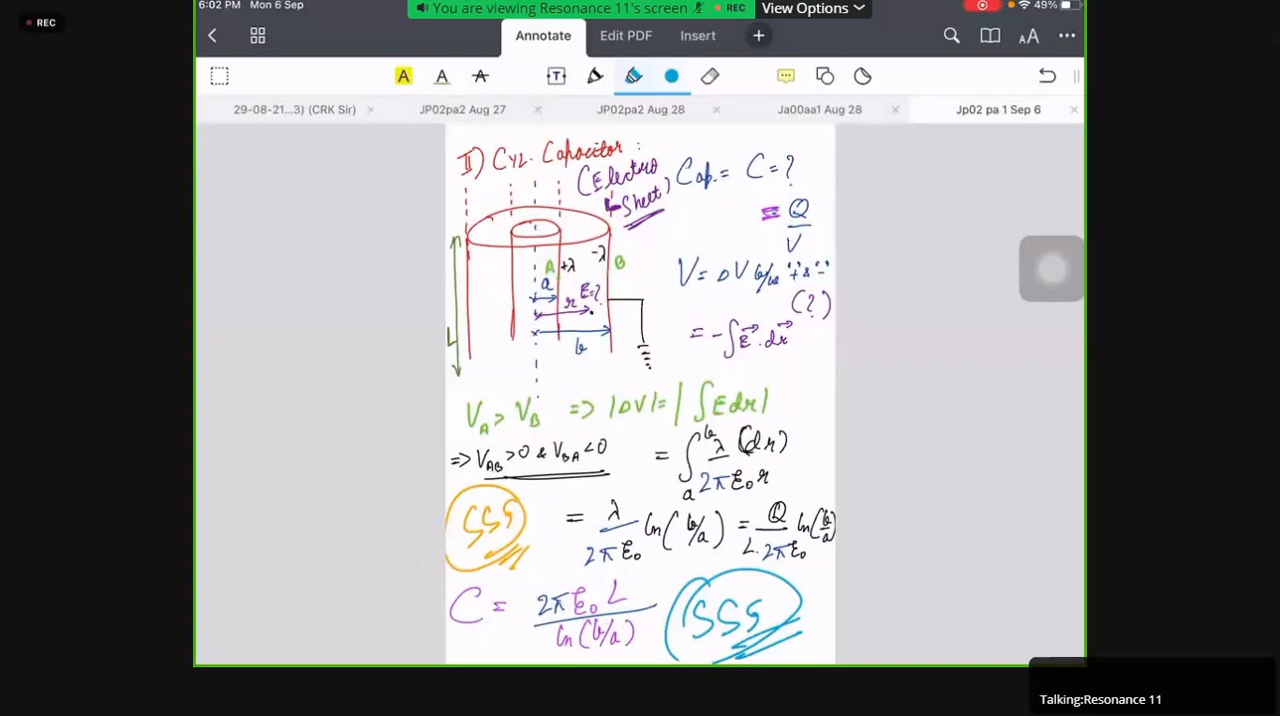 6:02 PM Mon 6 Sep
You are viewing Resonance 11's screen
REC
View Options
49%
REC
Annotate
Edit PDF
Insert
29-08-21...3) (CRK Sir)
JP02pa2 Aug 27
JP02pa2 Aug 28
Ja00aa1 Aug 28
Jp02 pa 1 Sep 6
II) Cyl. Capacitor :
(Electro
Sheet)
Cap. = C = ?
= Q/V
A +λ -λ B
a
r E=?
b
L
V = ΔV b/w "+" & "-"
(?)
= -∫E⃗.dr⃗
V_A > V_B => |ΔV| = |∫E dr|
=> V_AB > 0 & V_BA < 0
= ∫_a^b λ/(2πε₀r) (dr)
SSS
= λ/(2πε₀) ln(b/a) = Q/(L.2πε₀) ln(b/a)
C = 2πε₀L/ln(b/a)
SSS
Talking:Resonance 11